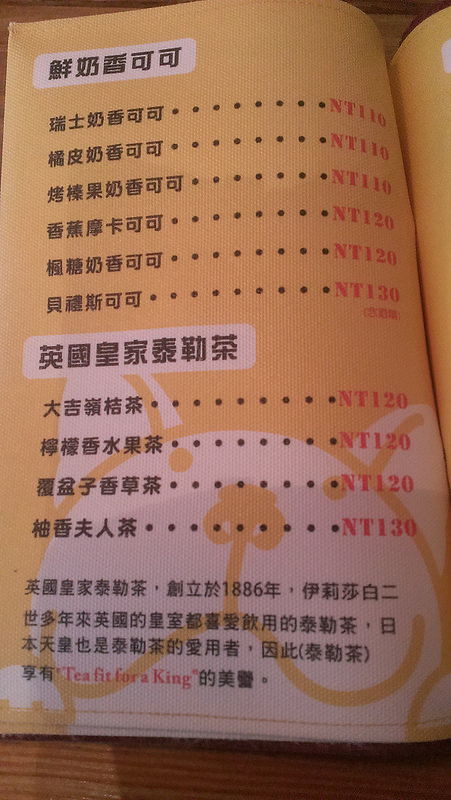 鮮奶香可可
瑞士奶香可可・・・・・・・・NT110
橘皮奶香可可・・・・・・・・NT110
烤榛果奶香可可・・・・・・・NT110
香蕉摩卡可可・・・・・・・・NT120
楓糖奶香可可・・・・・・・・NT120
貝禮斯可可・・・・・・・・・NT130
(含酒精)
英國皇家泰勒茶
大吉嶺桔茶・・・・・・・・・NT120
檸檬香水果茶・・・・・・・・NT120
覆盆子香草茶・・・・・・・・NT120
柚香夫人茶・・・・・・・・・NT130
英國皇家泰勒茶，創立於1886年，伊莉莎白二
世多年來英國的皇室都喜愛飲用的泰勒茶，日
本天皇也是泰勒茶的愛用者，因此(泰勒茶)
享有"Tea fit for a King"的美譽。